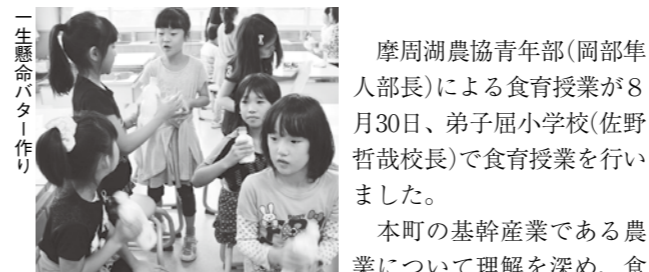 一生懸命バター作り
摩周湖農協青年部(岡部隼
人部長)による食育授業が8
月30日、弟子屈小学校(佐野
哲哉校長)で食育授業を行い
ました。
本町の基幹産業である農
業について理解を深め、食